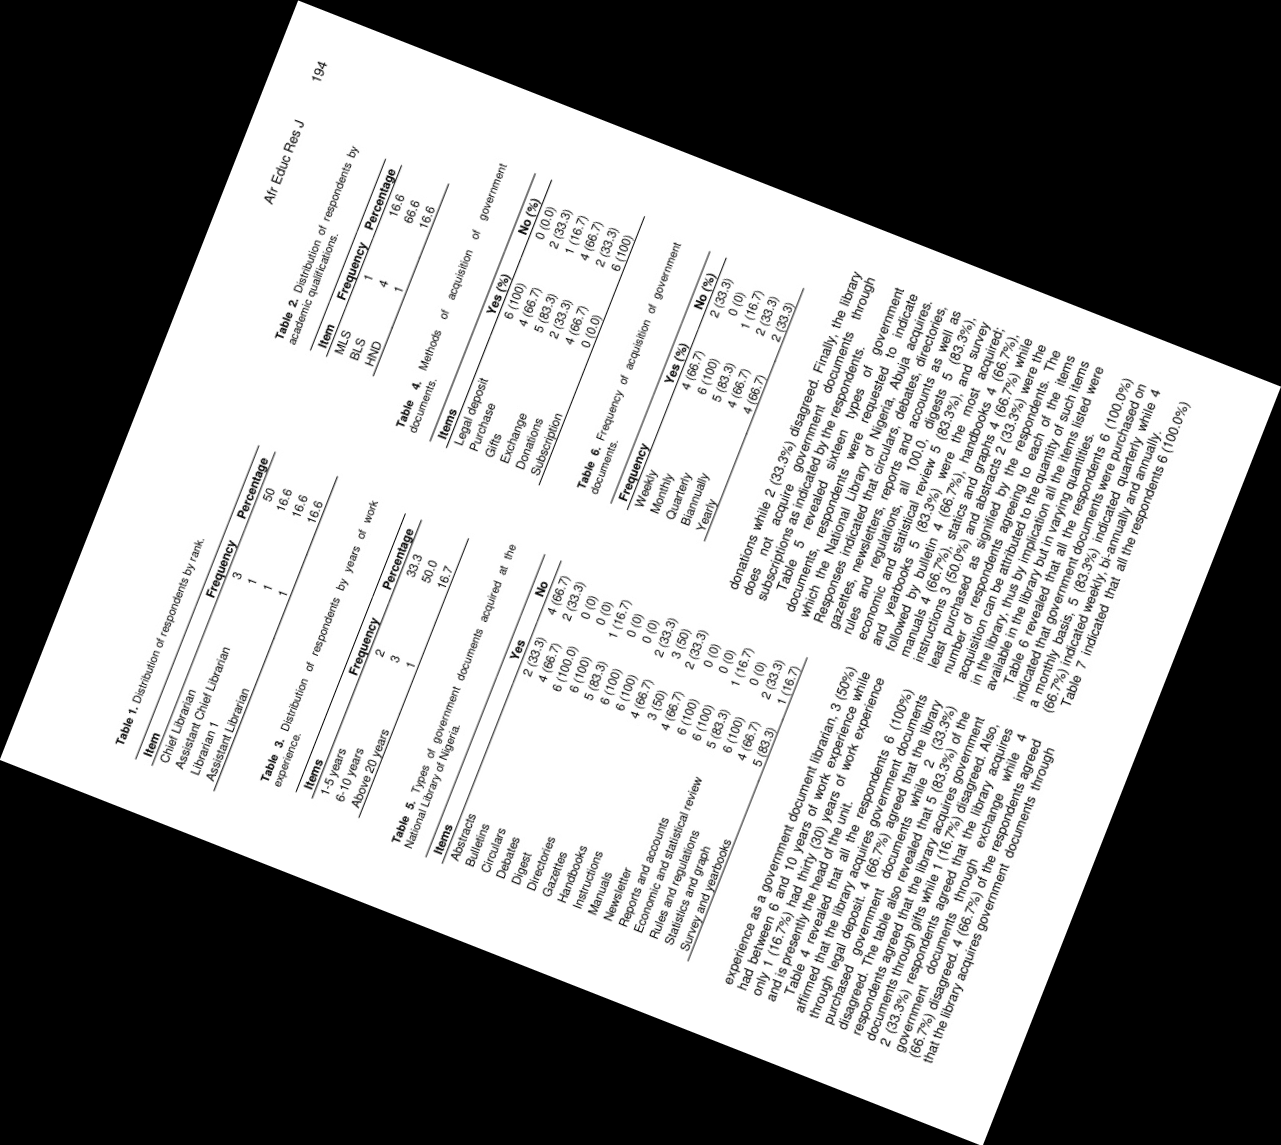 Afr Educ Res J 194
Table 1. Distribution of respondents by rank.
Item Frequency Percentage
Chief Librarian 3 50
Assistant Chief Librarian 1 16.6
Librarian 1 1 16.6
Assistant Librarian 1 16.6
Table 3. Distribution of respondents by years of work
experience.
Items Frequency Percentage
1-5 years 2 33.3
6-10 years 3 50.0
Above 20 years 1 16.7
Table 5. Types of government documents acquired at the
National Library of Nigeria.
Items Yes No
Abstracts 2 (33.3) 4 (66.7)
Bulletins 4 (66.7) 2 (33.3)
Circulars 6 (100.0) 0 (0)
Debates 6 (100) 0 (0)
Digest 5 (83.3) 1 (16.7)
Directories 6 (100) 0 (0)
Gazettes 6 (100) 0 (0)
Handbooks 4 (66.7) 2 (33.3)
Instructions 3 (50) 3 (50)
Manuals 4 (66.7) 2 (33.3)
Newsletter 6 (100) 0 (0)
Reports and accounts 6 (100) 0 (0)
Economic and statistical review 5 (83.3) 1 (16.7)
Rules and regulations 6 (100) 0 (0)
Statistics and graph 4 (66.7) 2 (33.3)
Survey and yearbooks 5 (83.3) 1 (16.7)
experience as a government document librarian, 3 (50%)
had between 6 and 10 years of work experience while
only 1 (16.7%) had thirty (30) years of work experience
and is presently the head of the unit.
Table 4 revealed that all the respondents 6 (100%)
affirmed that the library acquires government documents
through legal deposit. 4 (66.7%) agreed that the library
purchased government documents while 2 (33.3%)
disagreed. The table also revealed that 5 (83.3%) of the
respondents agreed that the library acquires government
documents through gifts while 1 (16.7%) disagreed. Also,
2 (33.3%) respondents agreed that the library acquires
government documents through exchange while 4
(66.7%) disagreed. 4 (66.7%) of the respondents agreed
that the library acquires government documents through
Table 2. Distribution of respondents by
academic qualifications.
Item Frequency Percentage
MLS 1 16.6
BLS 4 66.6
HND 1 16.6
Table 4. Methods of acquisition of government
documents.
Items Yes (%) No (%)
Legal deposit 6 (100) 0 (0.0)
Purchase 4 (66.7) 2 (33.3)
Gifts 5 (83.3) 1 (16.7)
Exchange 2 (33.3) 4 (66.7)
Donations 4 (66.7) 2 (33.3)
Subscription 0 (0.0) 6 (100)
Table 6. Frequency of acquisition of government
documents.
Frequency Yes (%) No (%)
Weekly 4 (66.7) 2 (33.3)
Monthly 6 (100) 0 (0)
Quarterly 5 (83.3) 1 (16.7)
Biannually 4 (66.7) 2 (33.3)
Yearly 4 (66.7) 2 (33.3)
donations while 2 (33.3%) disagreed. Finally, the library
does not acquire government documents through
subscriptions as indicated by the respondents.
Table 5 revealed sixteen types of government
documents, respondents were requested to indicate
which the National Library of Nigeria, Abuja acquires.
Responses indicated that circulars, debates, directories,
gazettes, newsletters, reports and accounts as well as
rules and regulations, all 100.0, digests 5 (83.3%),
economic and statistical review 5 (83.3%), and survey
and yearbooks 5 (83.3%) were the most acquired;
followed by bulletin 4 (66.7%), handbooks 4 (66.7%),
manuals 4 (66.7%), statics and graphs 4 (66.7%) while
instructions 3 (50.0%) and abstracts 2 (33.3%) were the
least purchased as signified by the respondents. The
number of respondents agreeing to each of the items
acquisition can be attributed to the quantity of such items
in the library, thus by implication all the items listed were
available in the library but in varying quantities.
Table 6 revealed that all the respondents 6 (100.0%)
indicated that government documents were purchased on
a monthly basis, 5 (83.3%) indicated quarterly while 4
(66.7%) indicated weekly, bi-annually and annually.
Table 7 indicated that all the respondents 6 (100.0%)